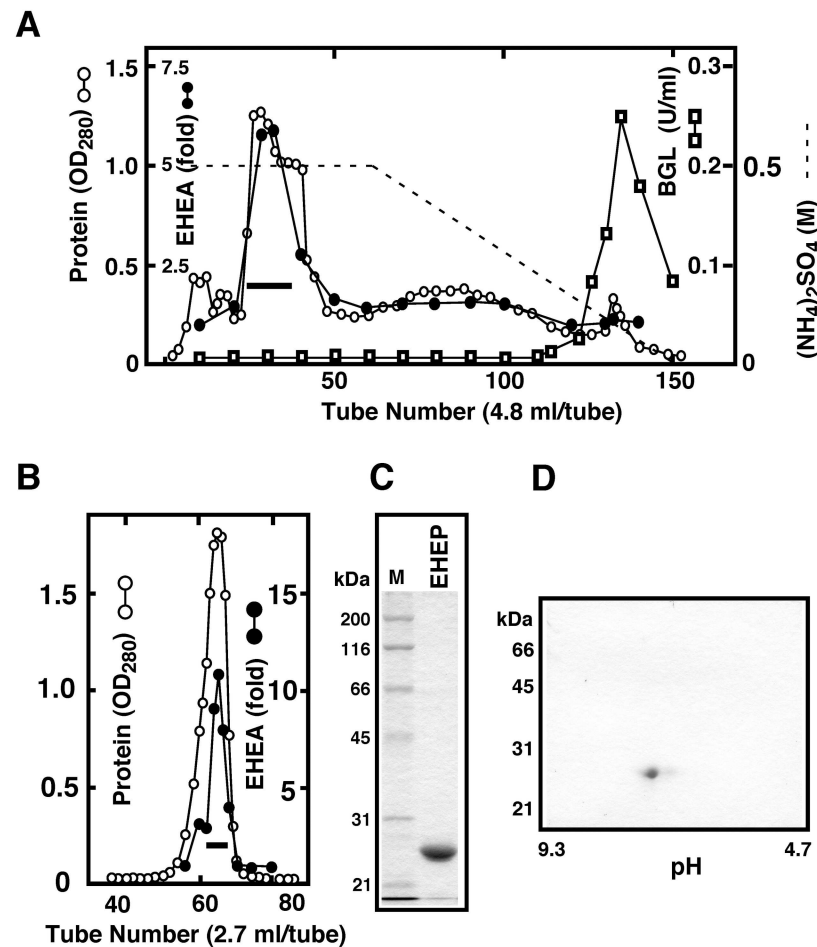 A
Protein (OD280)
1.5
1.0
0.5
0
EHEA (fold)
7.5
5
2.5
BGL (U/ml)
0.3
0.2
0.1
0
0.5
(NH4)2SO4 (M)
50
100
150
Tube Number (4.8 ml/tube)
B
Protein (OD280)
1.5
1.0
0.5
0
EHEA (fold)
15
10
5
40
60
80
Tube Number (2.7 ml/tube)
C
kDa
M
EHEP
200
116
66
45
31
21
D
kDa
66
45
31
21
9.3
4.7
pH